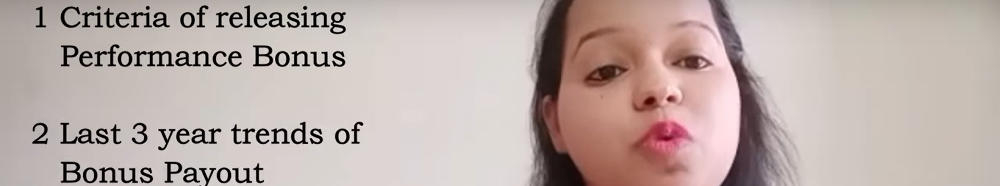 1 Criteria of releasing
Performance Bonus
2 Last 3 year trends of
Bonus Payout